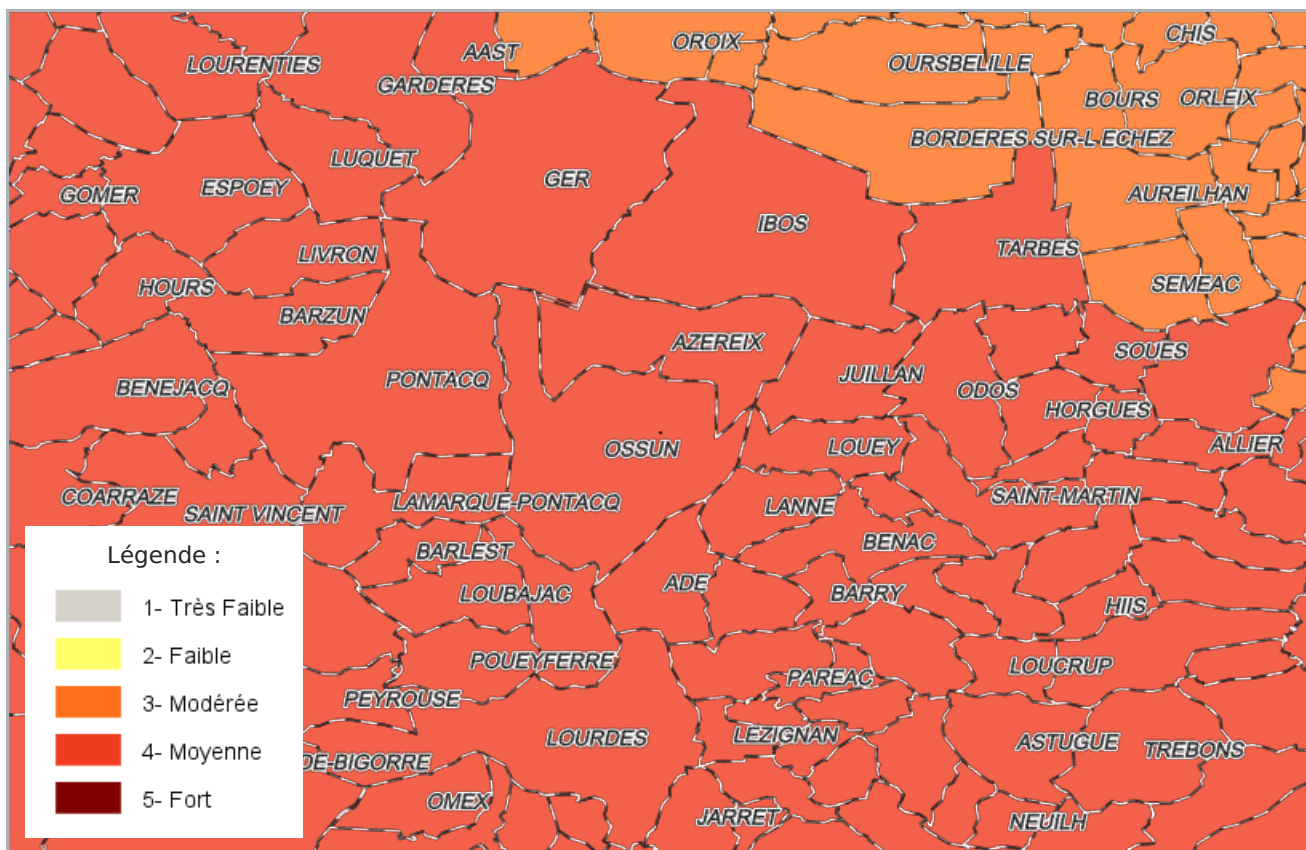 CHIS
OROIX
AAST
LOURENTIES
OURSBELILLE
GARDERES
BOURS
ORLEIX
BORDERES SUR-L ECHEZ
LUQUET
GER
ESPOEY
GOMER
AUREILHAN
IBOS
TARBES
LIVRON
SEMEAC
HOURS
BARZUN
AZEREIX
SOUES
JUILLAN
PONTACQ
BENEJACQ
ODOS
HORGUES
OSSUN
LOUEY
ALLIER
COARRAZE
LAMARQUE-PONTACQ
LANNE
SAINT-MARTIN
SAINT VINCENT
BENAC
BARLEST
ADE
LOUBAJAC
BARRY
HIIS
POUEYFERRE
LOUCRUP
PAREAC
PEYROUSE
LOURDES
LEZIGNAN
ASTUGUE
TREBONS
DE-BIGORRE
OMEX
JARRET
NEUILH
Légende :
1- Très Faible
2- Faible
3- Modérée
4- Moyenne
5- Fort